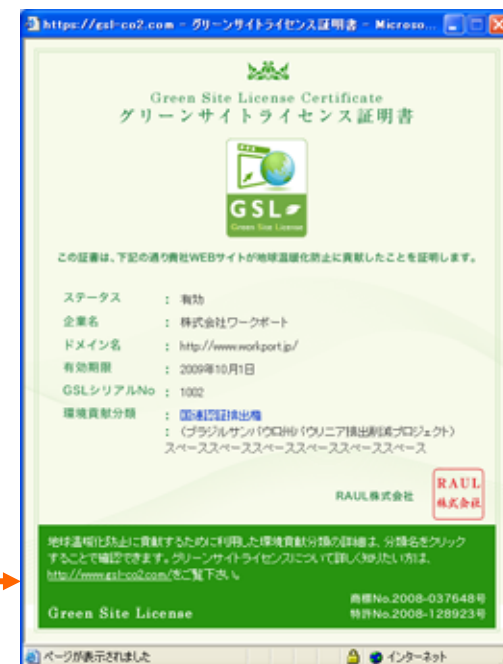 https://gsl-co2.com - グリーンサイトライセンス証明書 - Microso...
Green Site License Certificate
グリーンサイトライセンス証明書
GSL
Green Site License
この証書は、下記の通り貴社WEBサイトが地球温暖化防止に貢献したことを証明します。
ステータス : 有効
企業名 : 株式会社ワークポート
ドメイン名 : http://www.workport.jp/
有効期限 : 2009年10月1日
GSLシリアルNo : 1002
環境貢献分類 : 国連認証排出権
: (ブラジルサンパウロ州パウリニア排出削減プロジェクト)
スペーススペーススペーススペーススペーススペース
RAUL株式会社
RAUL
株式会社
地球温暖化防止に貢献するために利用した環境貢献分類の詳細は、分類名をクリック
することで確認できます。グリーンサイトライセンスについて詳しく知りたい方は、
http://www.gsl-co2.com/をご覧下さい。
商標No.2008-037648号
Green Site License
特許No.2008-128923号
ページが表示されました
インターネット